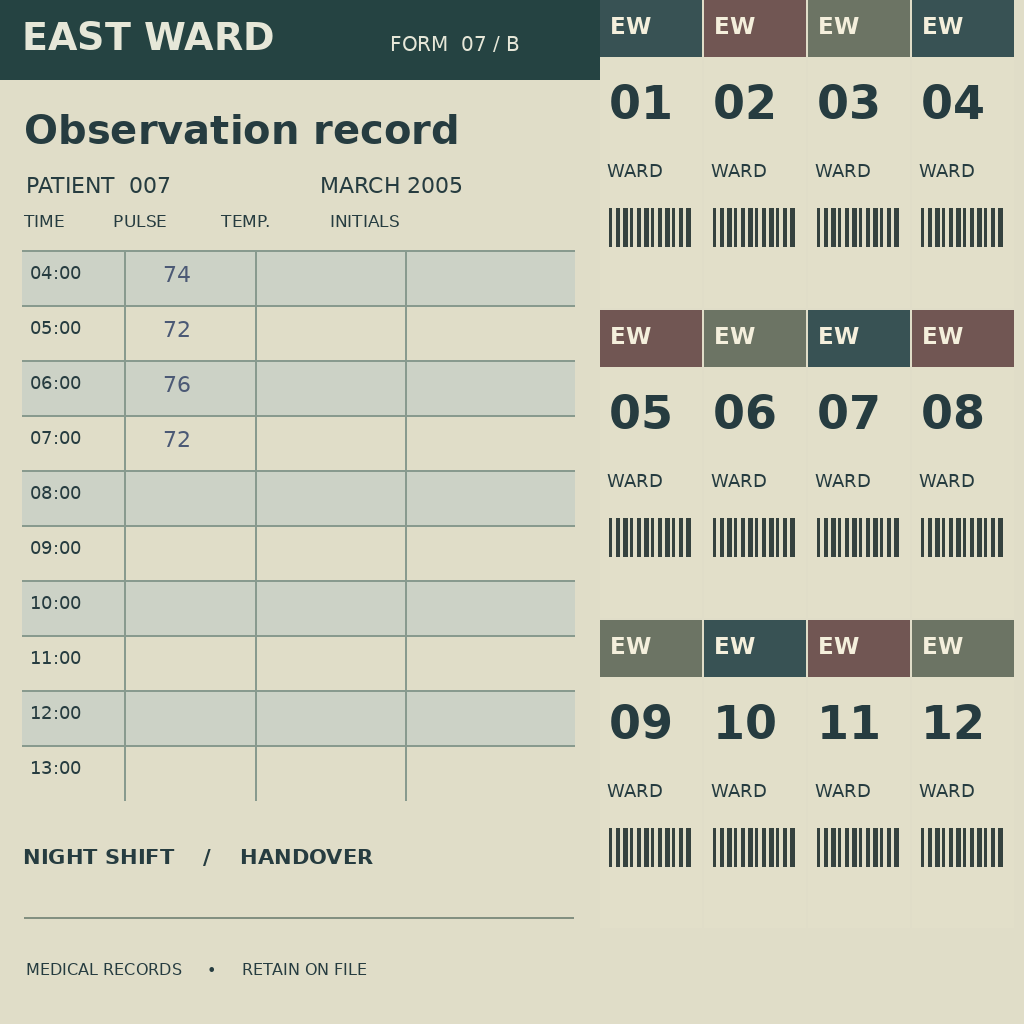 EAST WARD FORM 07 / B
Observation record
PATIENT 007 MARCH 2005
TIME PULSE TEMP. INITIALS
04:00 74
05:00 72
06:00 76
07:00 72
08:00
09:00
10:00
11:00
12:00
13:00
NIGHT SHIFT / HANDOVER
MEDICAL RECORDS • RETAIN ON FILE
EW EW EW EW
01 02 03 04
WARD WARD WARD WARD
EW EW EW EW
05 06 07 08
WARD WARD WARD WARD
EW EW EW EW
09 10 11 12
WARD WARD WARD WARD